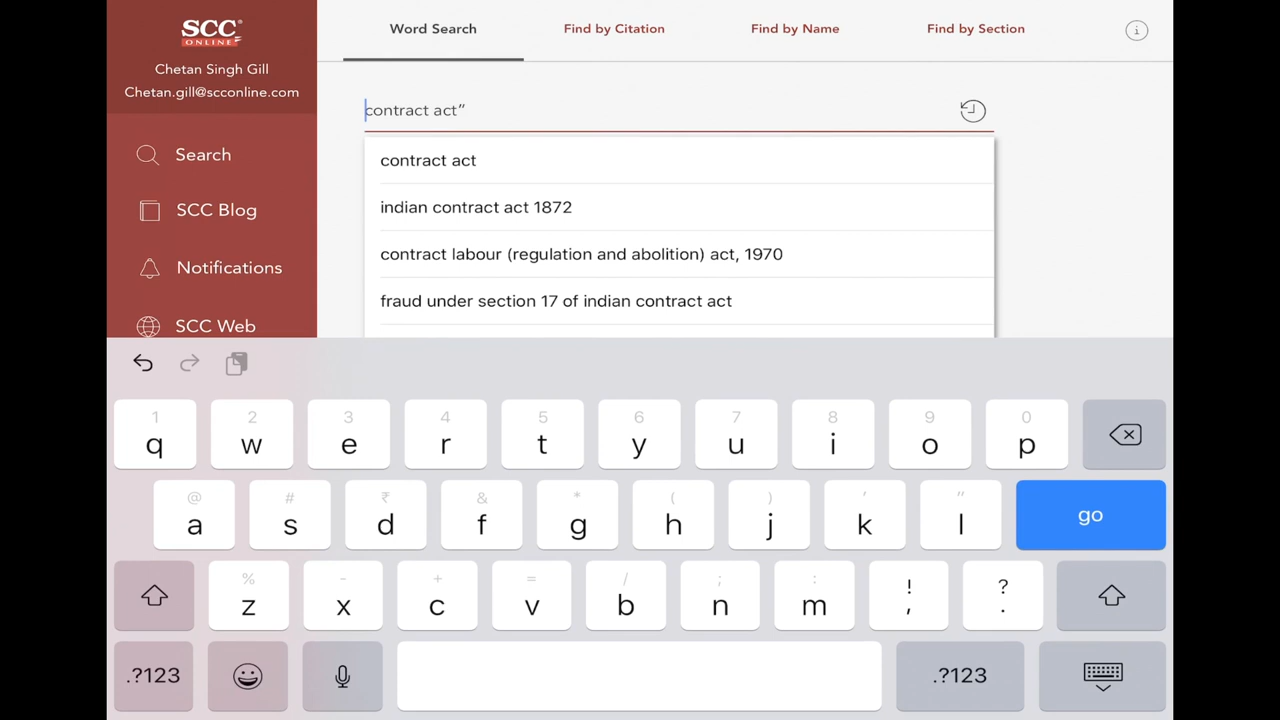 SCC®
ONLINE
Chetan Singh Gill
Chetan.gill@scconline.com
Search
SCC Blog
Notifications
SCC Web
Word Search
Find by Citation
Find by Name
Find by Section
i
contract act”
contract act
indian contract act 1872
contract labour (regulation and abolition) act, 1970
fraud under section 17 of indian contract act
1 2 3 4 5 6 7 8 9 0
q w e r t y u i o p
@ # ₹ & * ( ) ' "
a s d f g h j k l go
% - + = / ; : ! ?
z x c v b n m , .
.?123 .?123